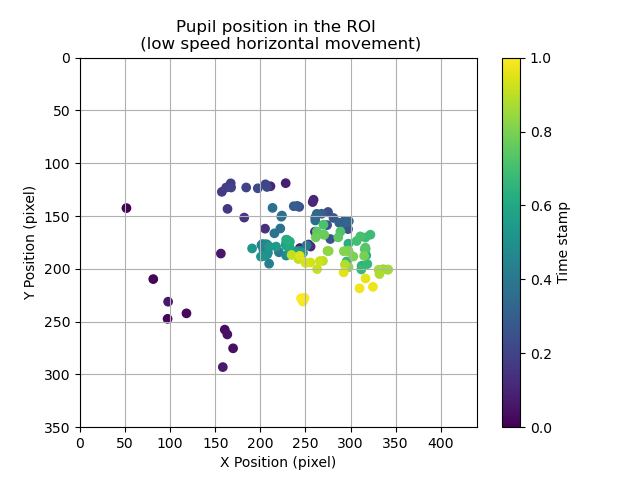 Pupil position in the ROI
(low speed horizontal movement)
0
50
100
150
200
250
300
350
Y Position (pixel)
0 50 100 150 200 250 300 350 400
X Position (pixel)
1.0
0.8
0.6
0.4
0.2
0.0
Time stamp